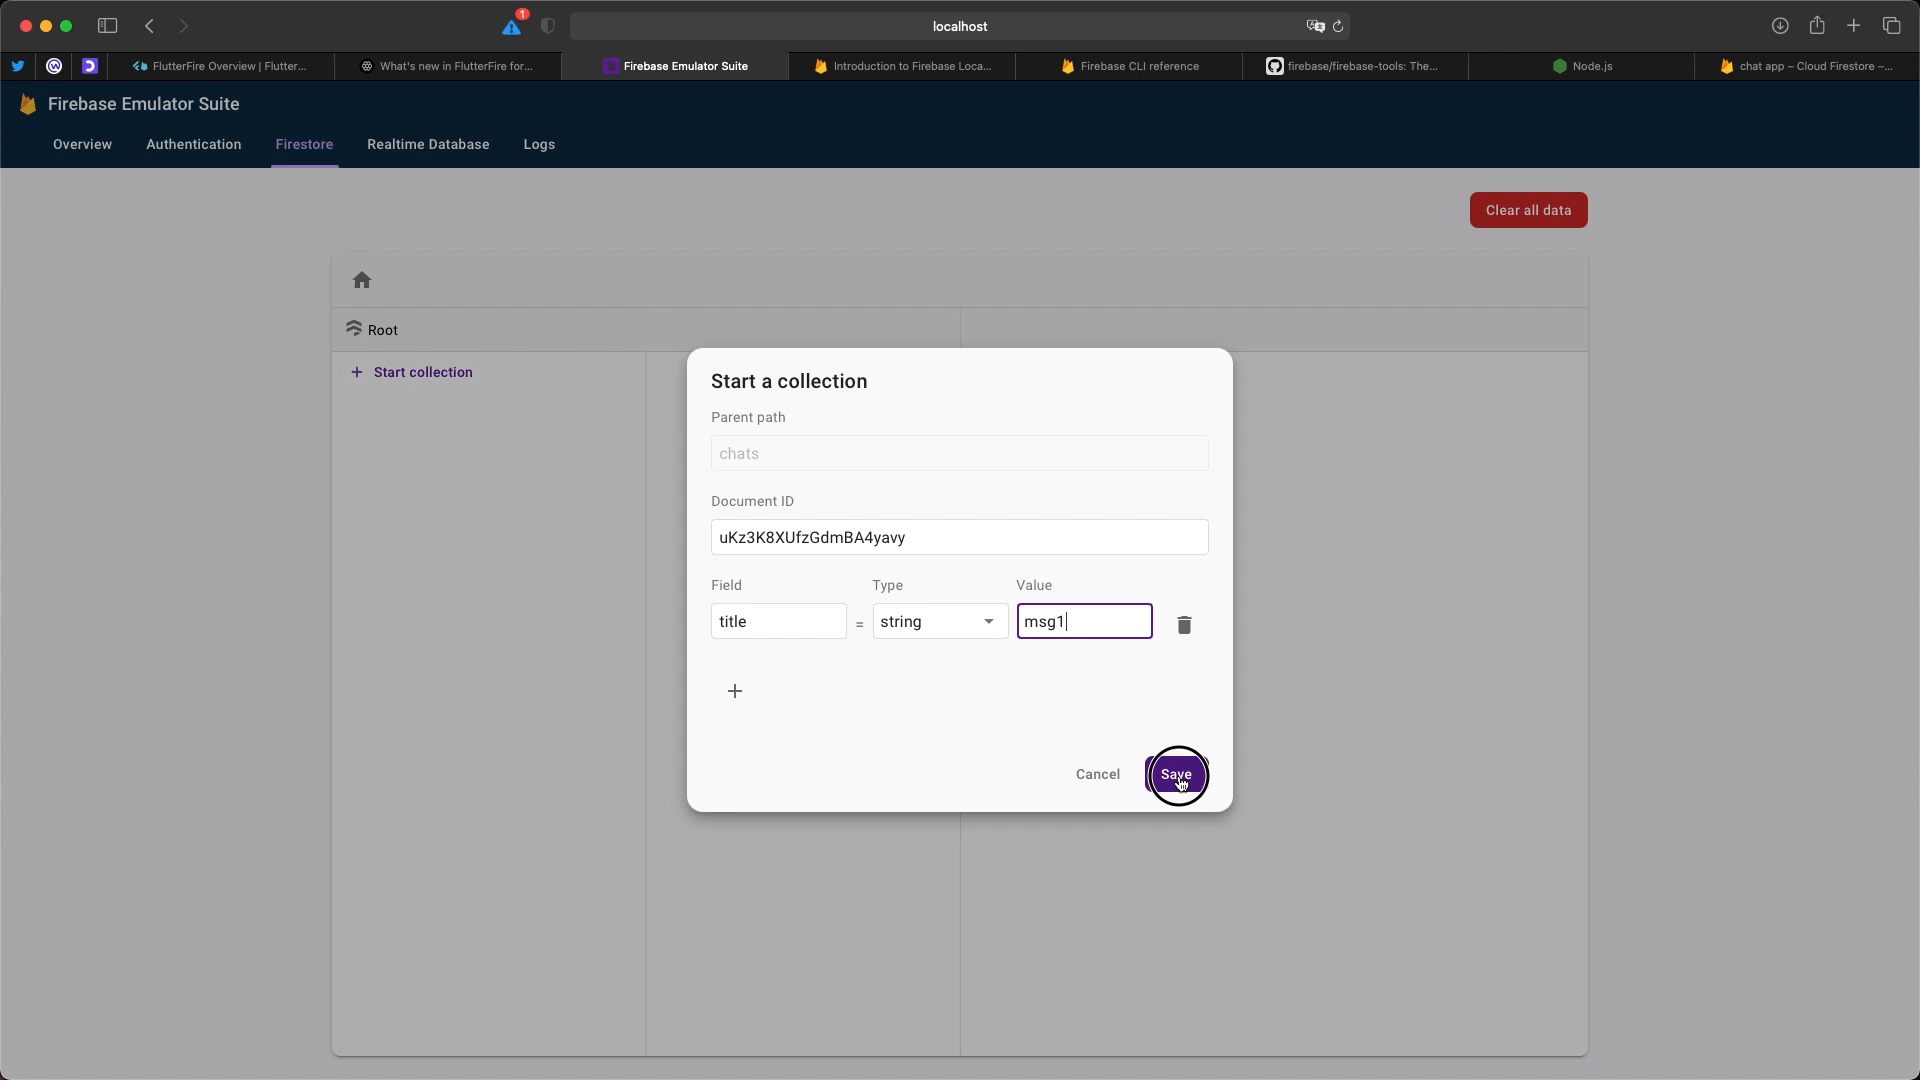 1
localhost
FlutterFire Overview | Flutter...
What's new in FlutterFire for...
Firebase Emulator Suite
Introduction to Firebase Loca...
Firebase CLI reference
firebase/firebase-tools: The...
Node.js
chat app – Cloud Firestore –...
Firebase Emulator Suite
Overview
Authentication
Firestore
Realtime Database
Logs
Clear all data
Root
+ Start collection
Start a collection
Parent path
chats
Document ID
uKz3K8XUfzGdmBA4yavy
Field Type Value
title = string msg1
+
Cancel Save